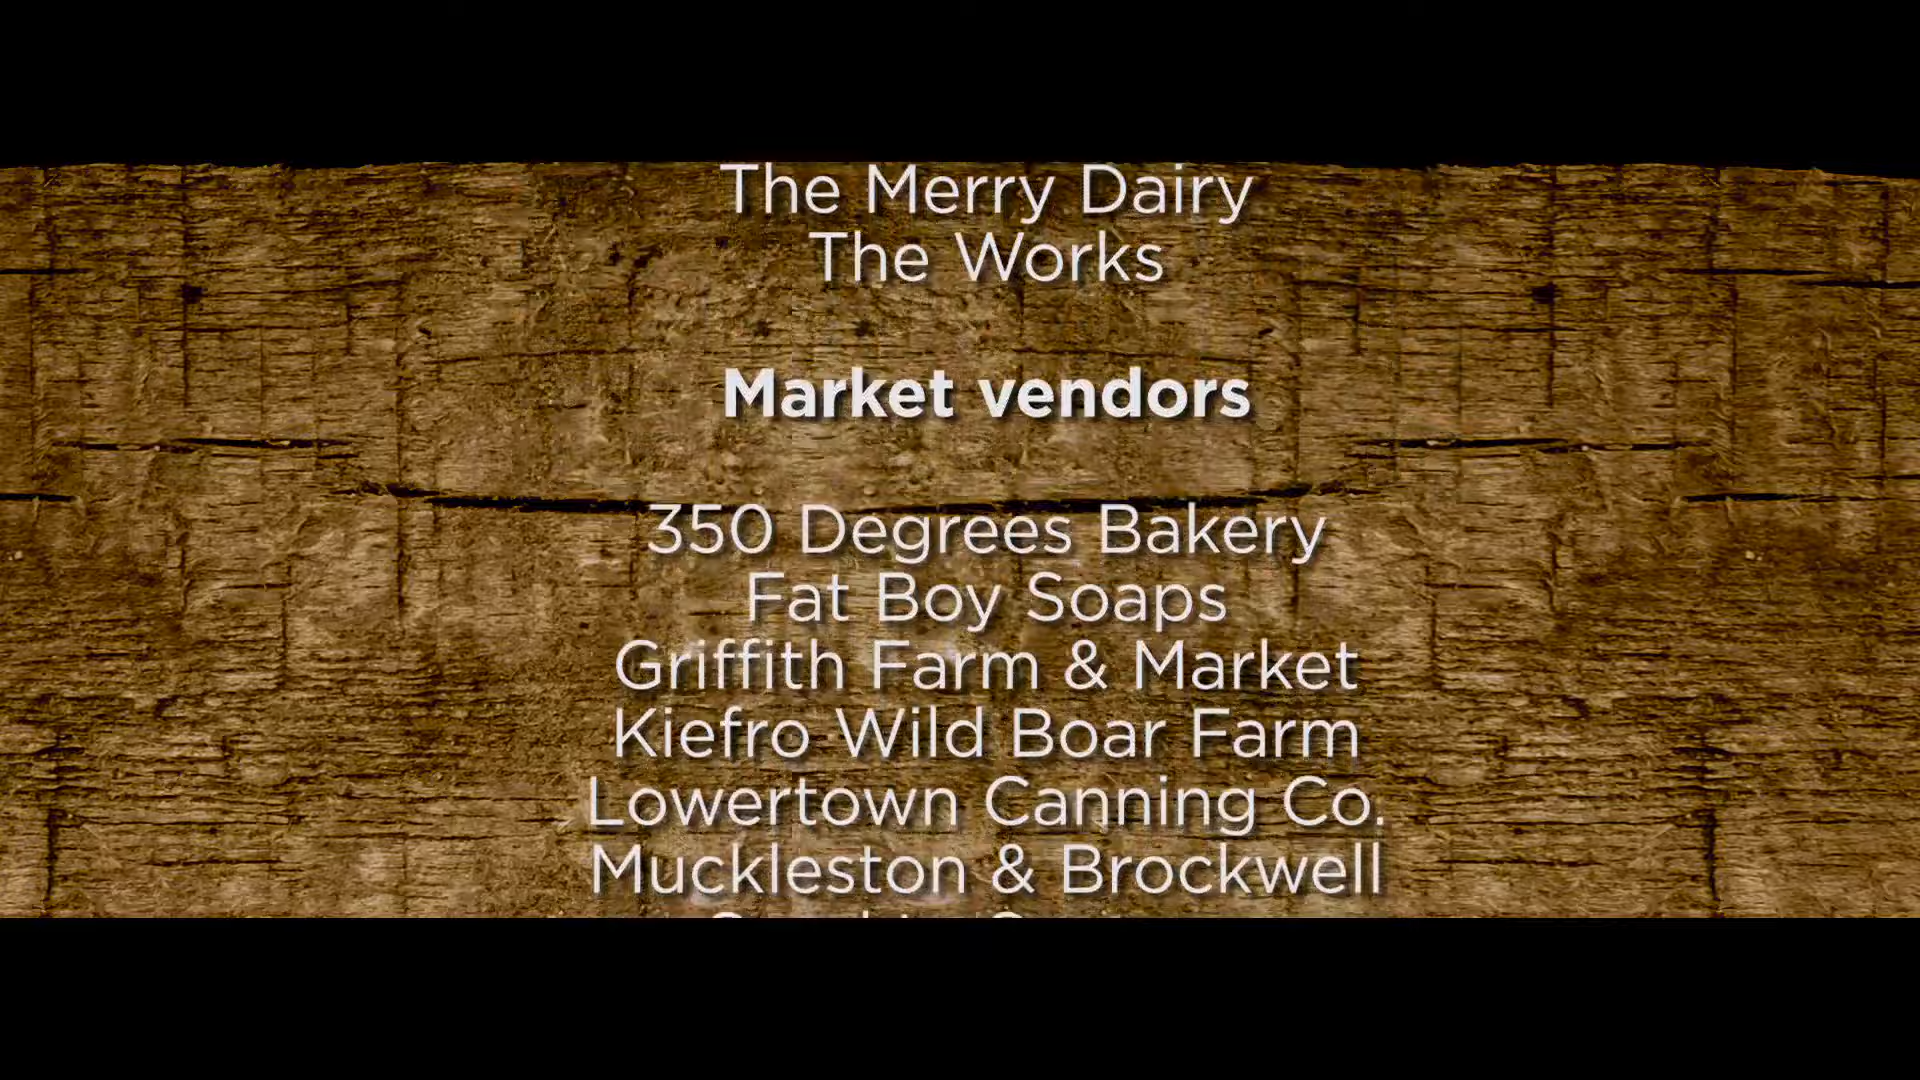 The Merry Dairy
The Works
Market vendors
350 Degrees Bakery
Fat Boy Soaps
Griffith Farm & Market
Kiefro Wild Boar Farm
Lowertown Canning Co.
Muckleston & Brockwell